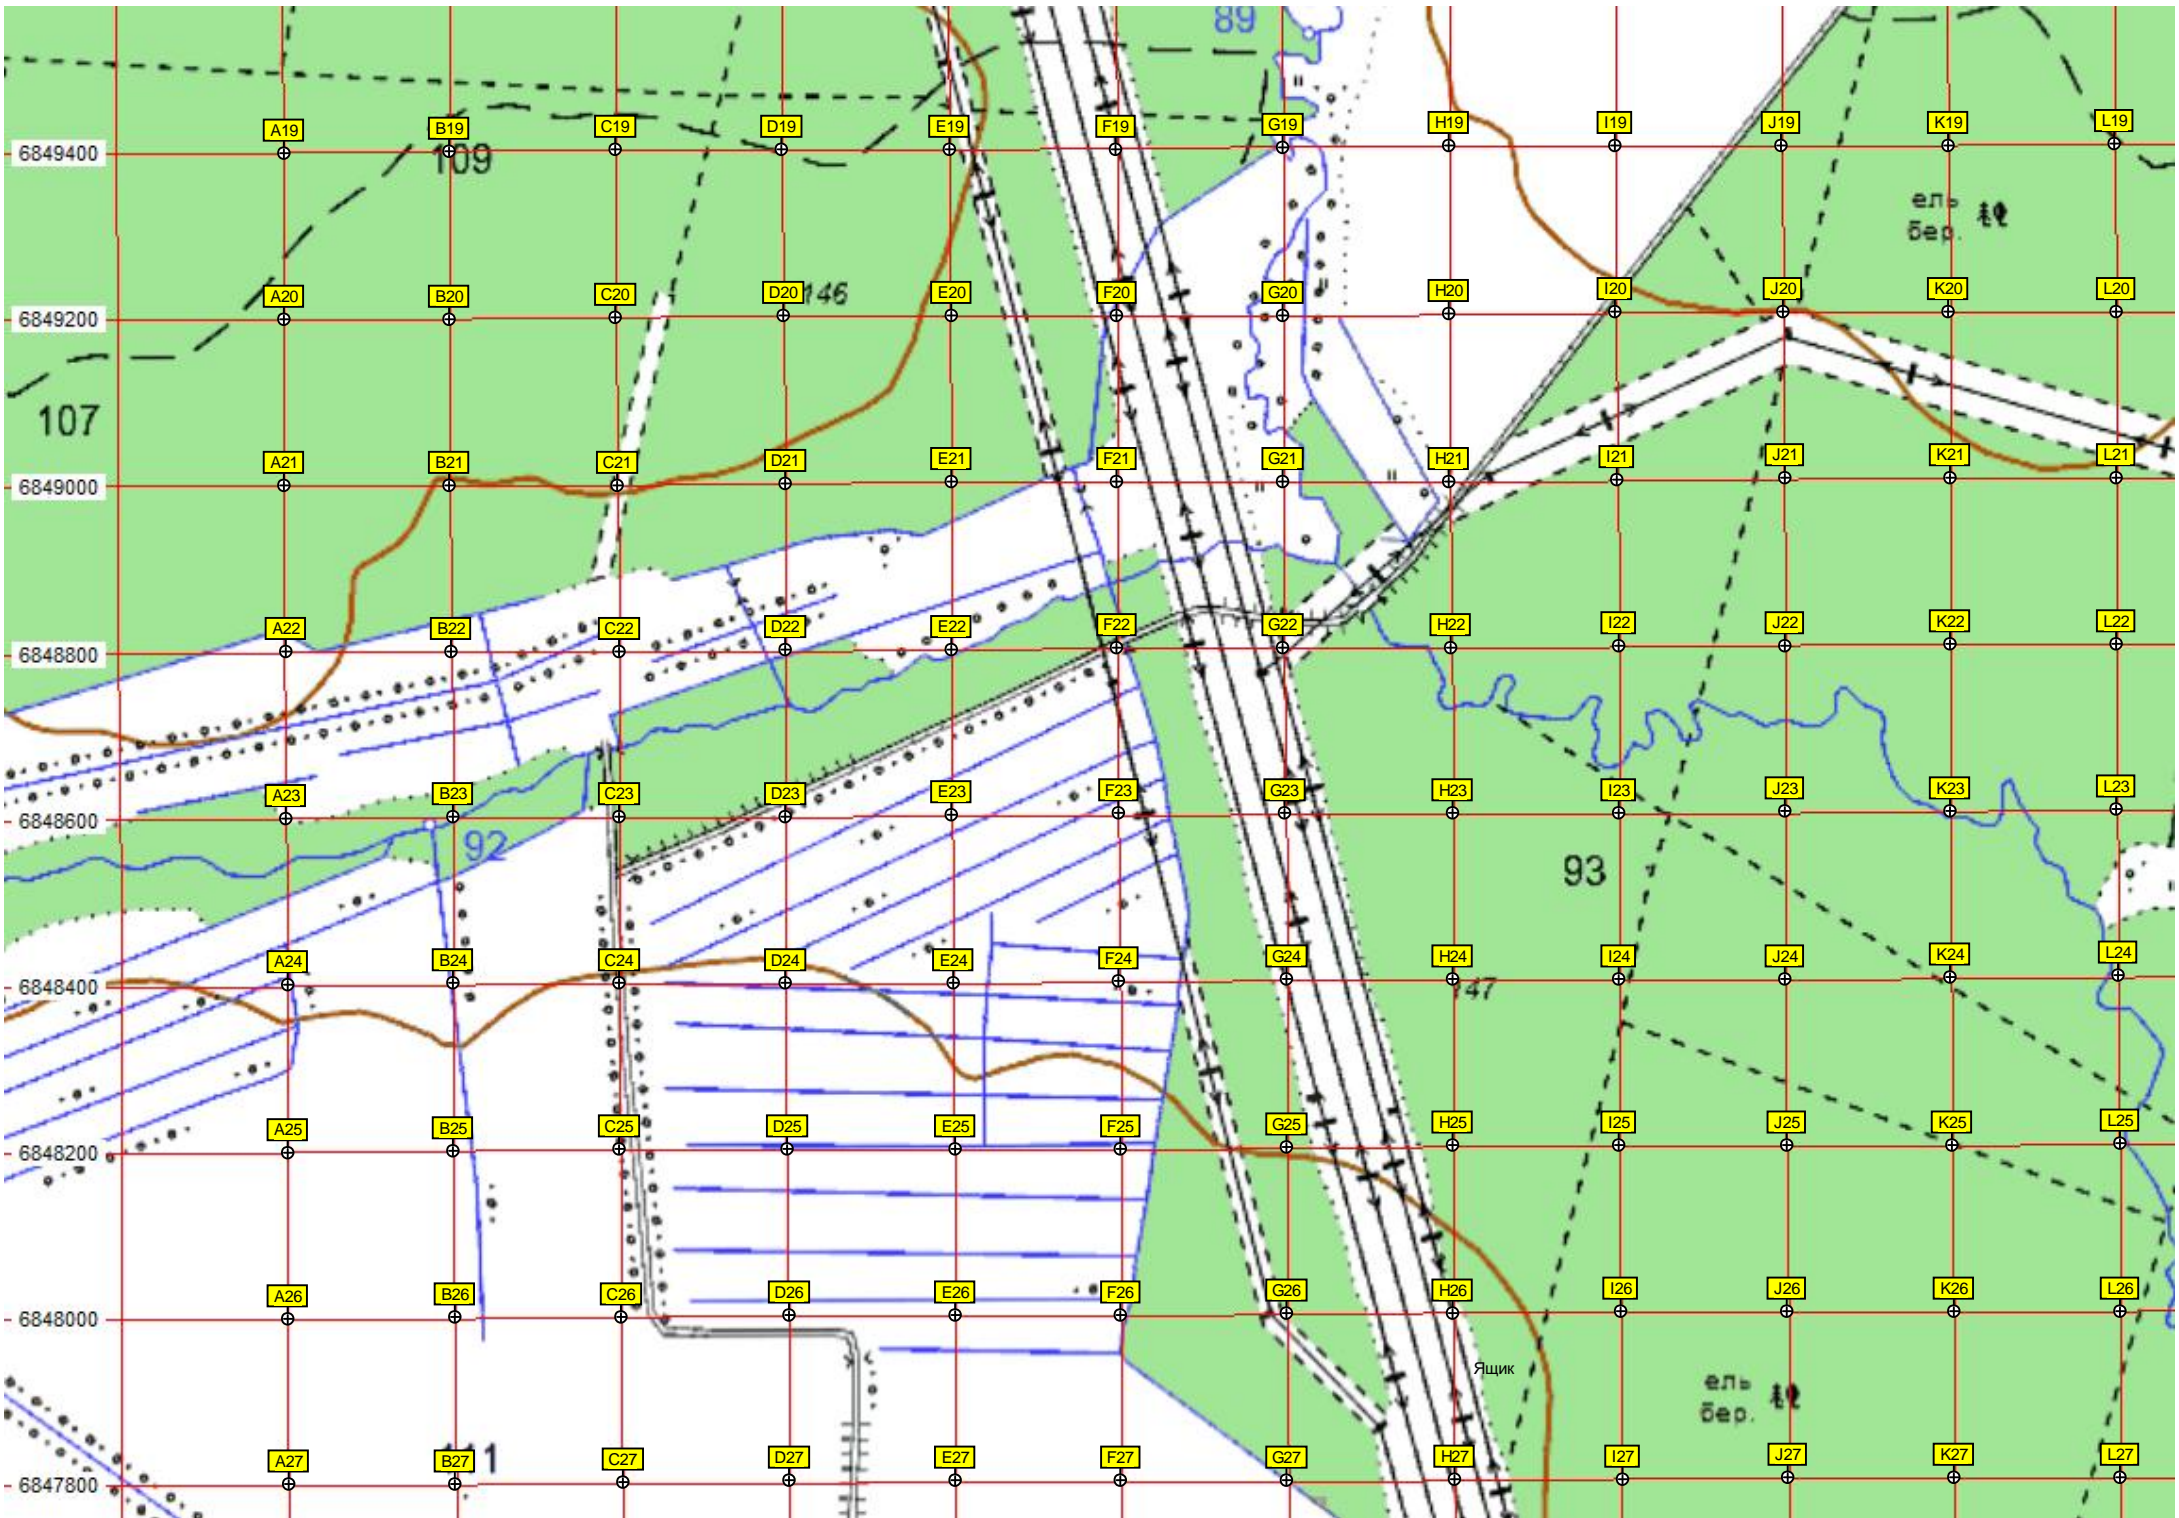 89
A19 B19 C19 D19 E19 F19 G19 H19 I19 J19 K19 L19
6849400
109
ель
бер.
A20 B20 C20 D20 146 E20 F20 G20 H20 I20 J20 K20 L20
6849200
107
A21 B21 C21 D21 E21 F21 G21 H21 I21 J21 K21 L21
6849000
A22 B22 C22 D22 E22 F22 G22 H22 I22 J22 K22 L22
6848800
A23 B23 C23 D23 E23 F23 G23 H23 I23 J23 K23 L23
6848600
92
93
A24 B24 C24 D24 E24 F24 G24 H24 I24 J24 K24 L24
6848400
147
A25 B25 C25 D25 E25 F25 G25 H25 I25 J25 K25 L25
6848200
A26 B26 C26 D26 E26 F26 G26 H26 I26 J26 K26 L26
6848000
Ящик
ель
бер.
A27 B27 C27 D27 E27 F27 G27 H27 I27 J27 K27 L27
111
6847800